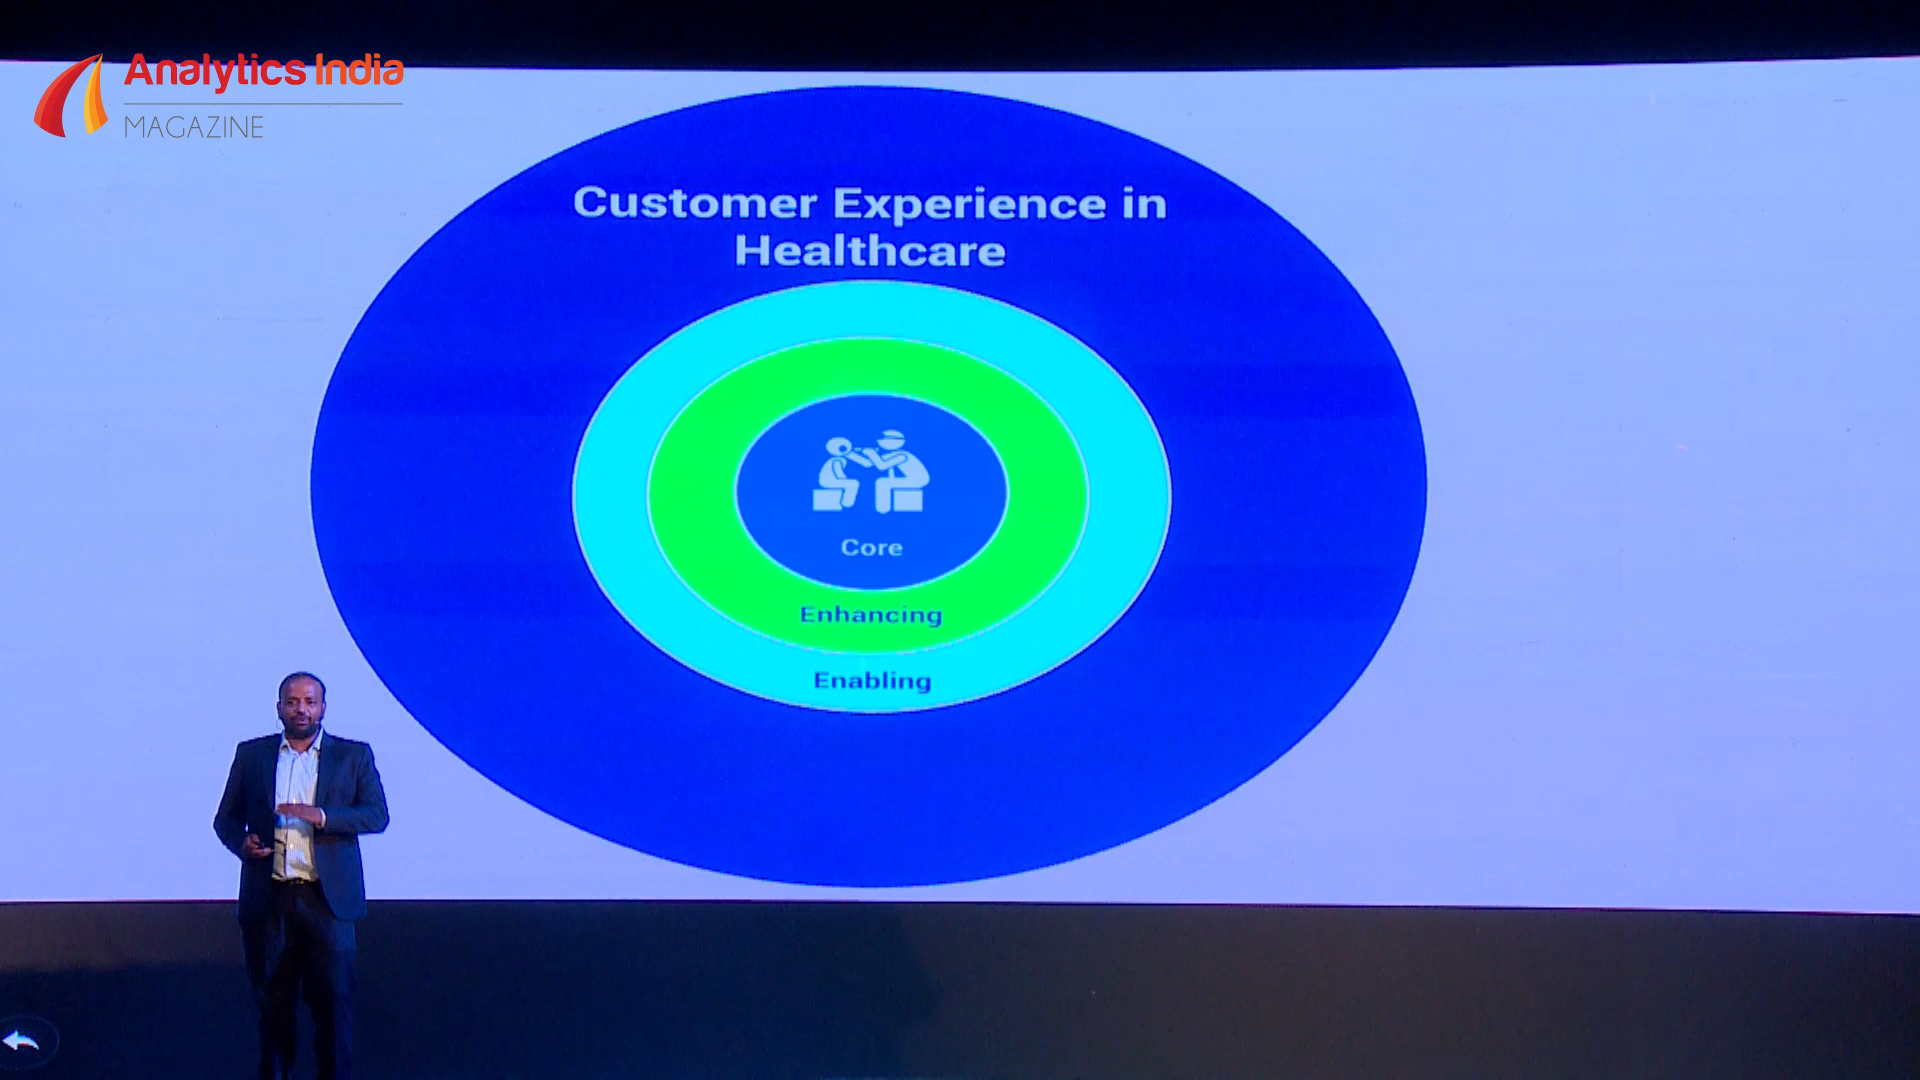 Analytics India
MAGAZINE
Customer Experience in
Healthcare
Core
Enhancing
Enabling